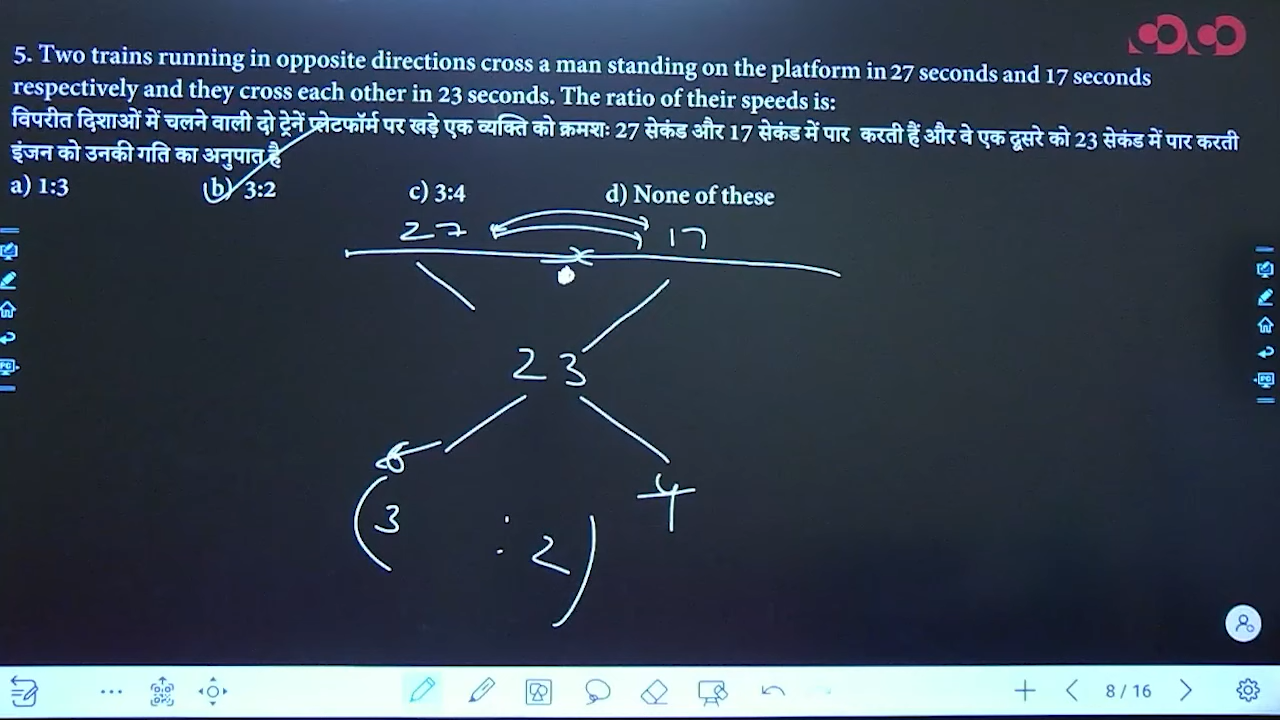 5. Two trains running in opposite directions cross a man standing on the platform in 27 seconds and 17 seconds
respectively and they cross each other in 23 seconds. The ratio of their speeds is:
विपरीत दिशाओं में चलने वाली दो ट्रेनें प्लेटफॉर्म पर खड़े एक व्यक्ति को क्रमशः 27 सेकंड और 17 सेकंड में पार करती हैं और वे एक दूसरे को 23 सेकंड में पार करती
इंजन को उनकी गति का अनुपात है
a) 1:3 (b) 3:2 c) 3:4 d) None of these
27 17
23
6 4
(3 : 2)
8 / 16